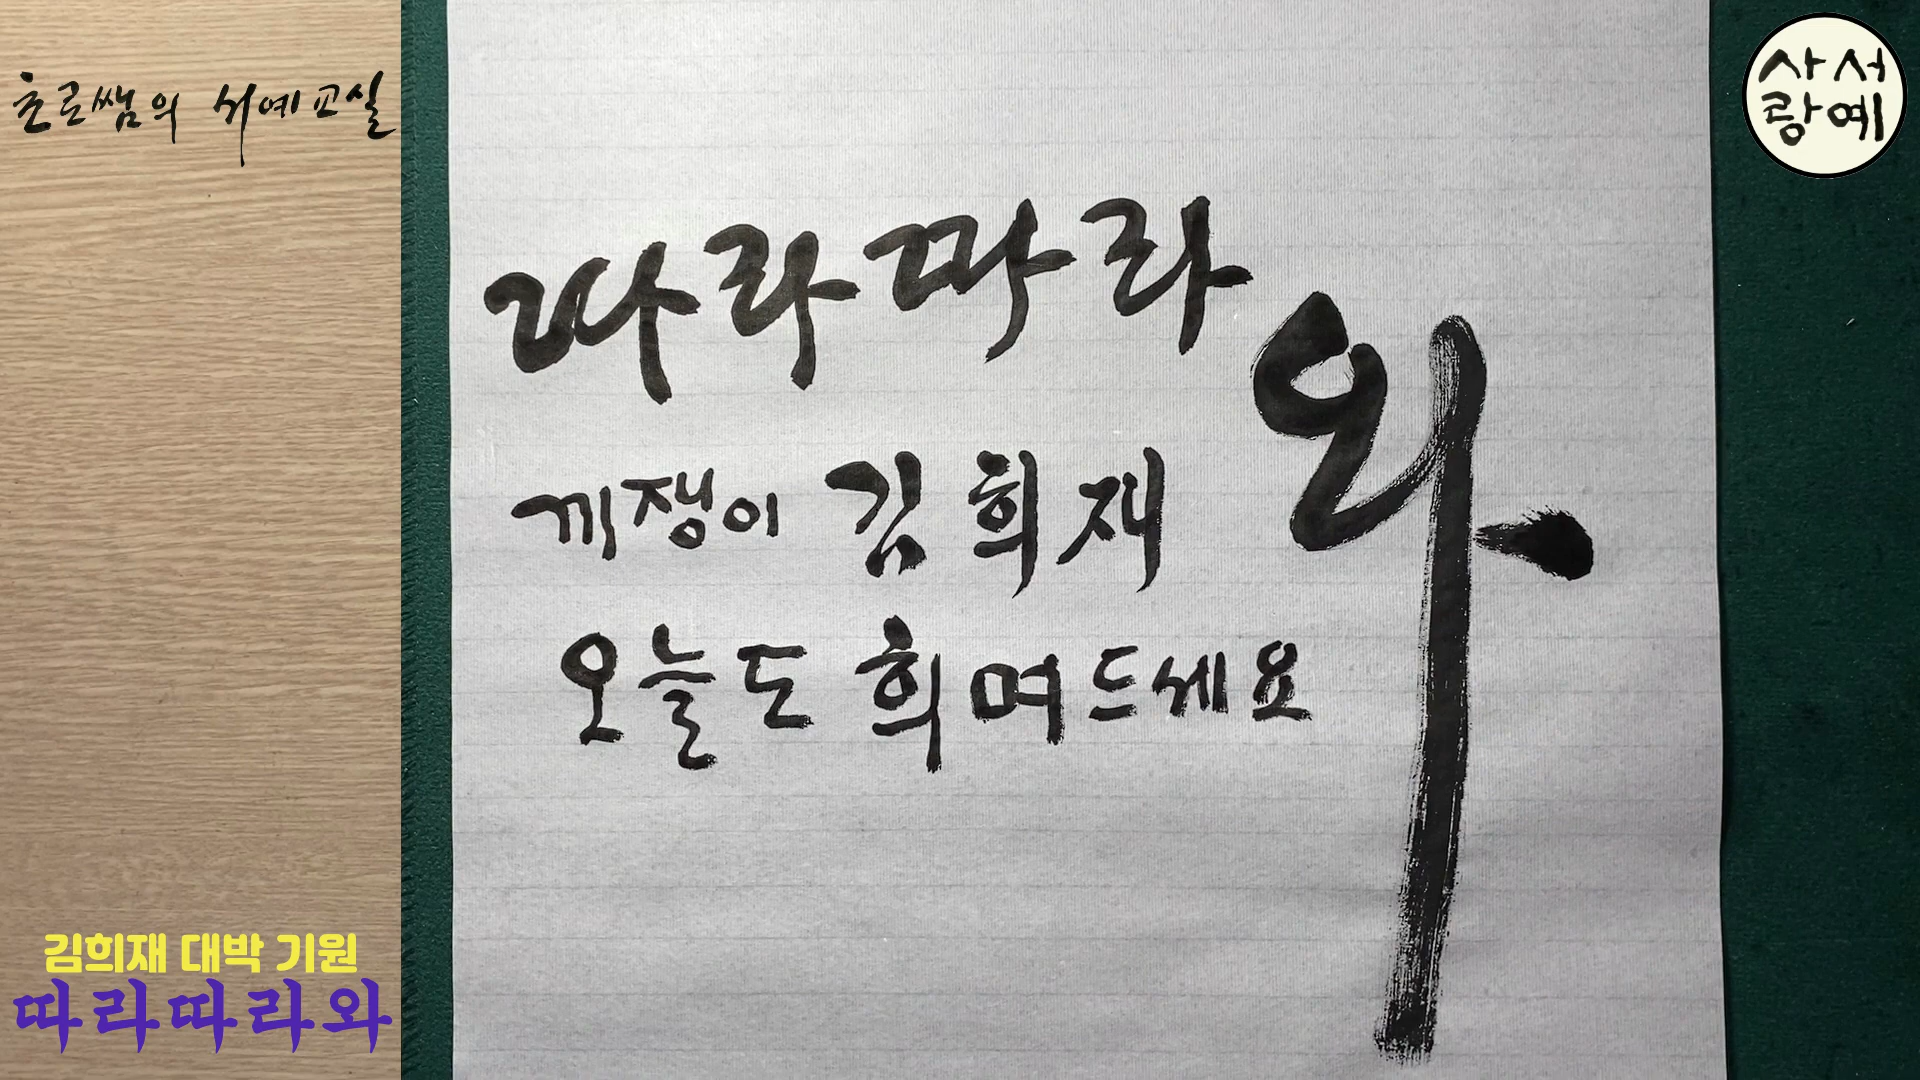 초로쌤의 서예교실
서예
사랑
따라따라와
끼쟁이 김희재
오늘도 희며드세요
김희재 대박 기원
따라따라와